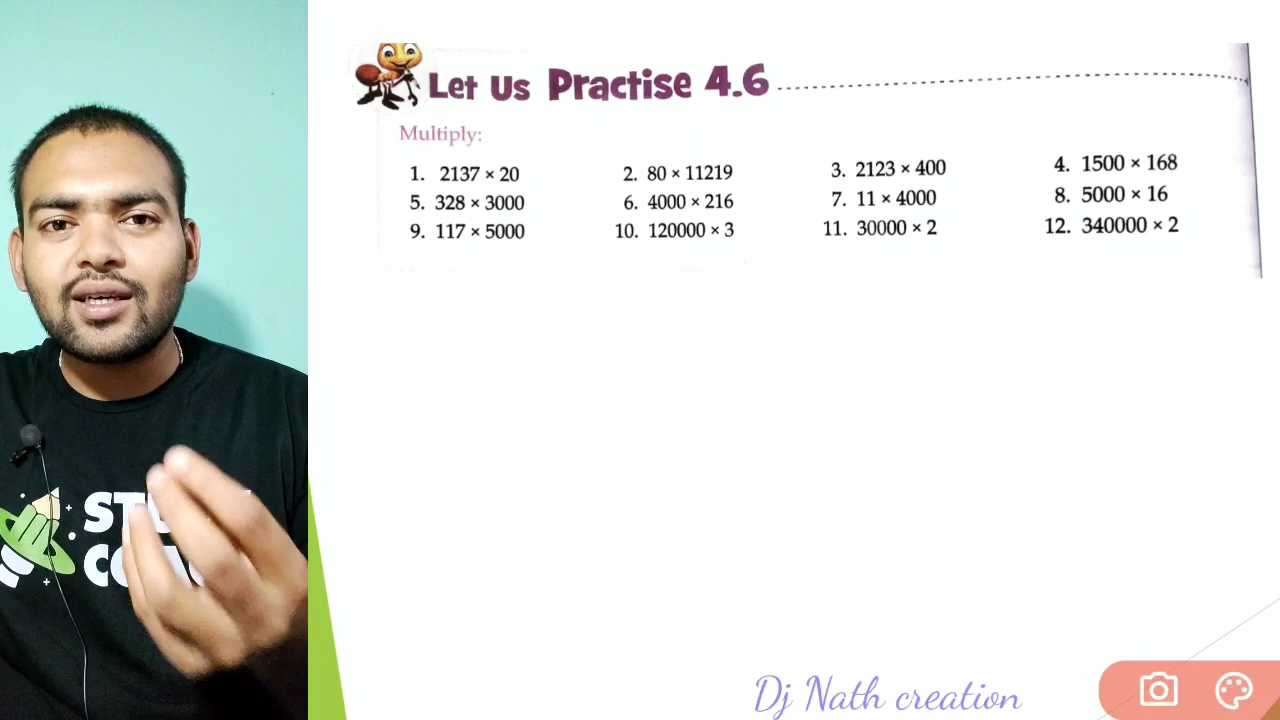 Let Us Practise 4.6
Multiply:
1. 2137 × 20 2. 80 × 11219 3. 2123 × 400 4. 1500 × 168
5. 328 × 3000 6. 4000 × 216 7. 11 × 4000 8. 5000 × 16
9. 117 × 5000 10. 120000 × 3 11. 30000 × 2 12. 340000 × 2
Dj Nath creation